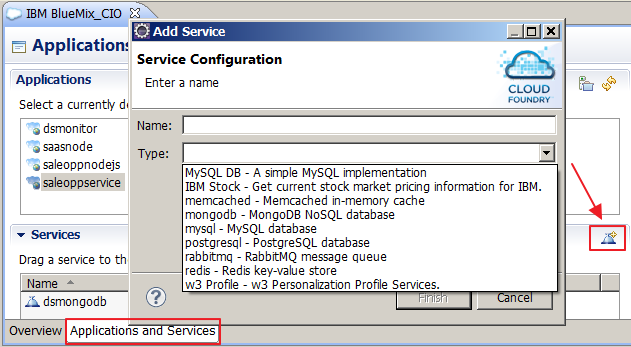 IBM BlueMix_CIO
Add Service
Applications
Service Configuration
Enter a name
CLOUD
FOUNDRY
Applications
Select a currently de
dsmonitor
saasnode
saleoppnodejs
saleoppservice
Name:
Type:
MySQL DB - A simple MySQL implementation
IBM Stock - Get current stock market pricing information for IBM.
memcached - Memcached in-memory cache
mongodb - MongoDB NoSQL database
mysql - MySQL database
postgresql - PostgreSQL database
rabbitmq - RabbitMQ message queue
redis - Redis key-value store
w3 Profile - w3 Personalization Profile Services.
Services
Drag a service to the
Name
dsmongodb
Finish
Cancel
Overview
Applications and Services